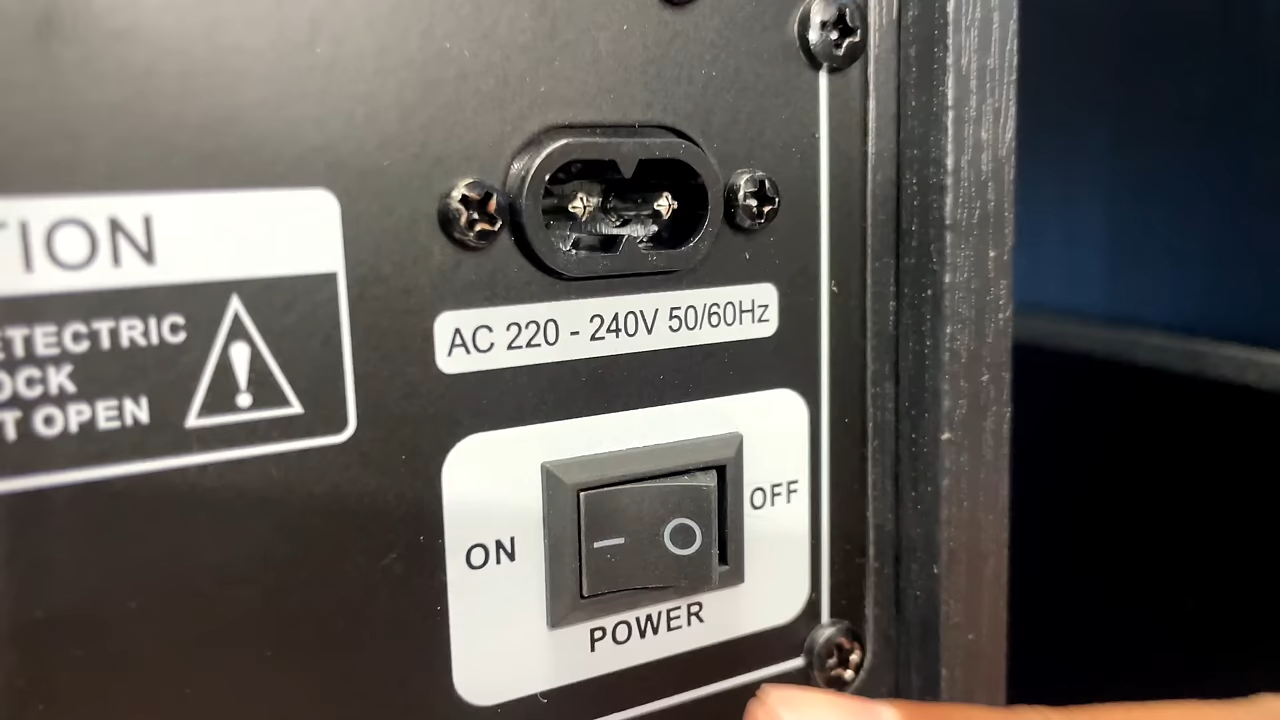 TION
ETECTRIC
OCK
T OPEN
AC 220 - 240V 50/60Hz
ON
OFF
POWER